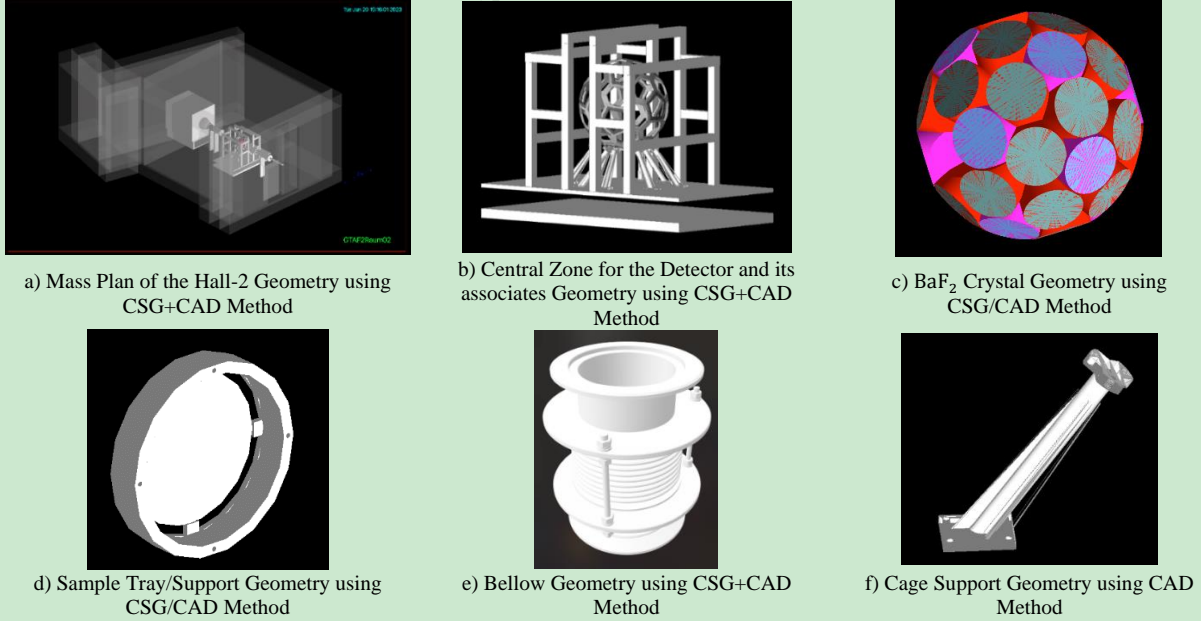 GTAF2Raum02
a) Mass Plan of the Hall-2 Geometry using
CSG+CAD Method
b) Central Zone for the Detector and its
associates Geometry using CSG+CAD
Method
c) BaF₂ Crystal Geometry using
CSG/CAD Method
d) Sample Tray/Support Geometry using
CSG/CAD Method
e) Bellow Geometry using CSG+CAD
Method
f) Cage Support Geometry using CAD
Method